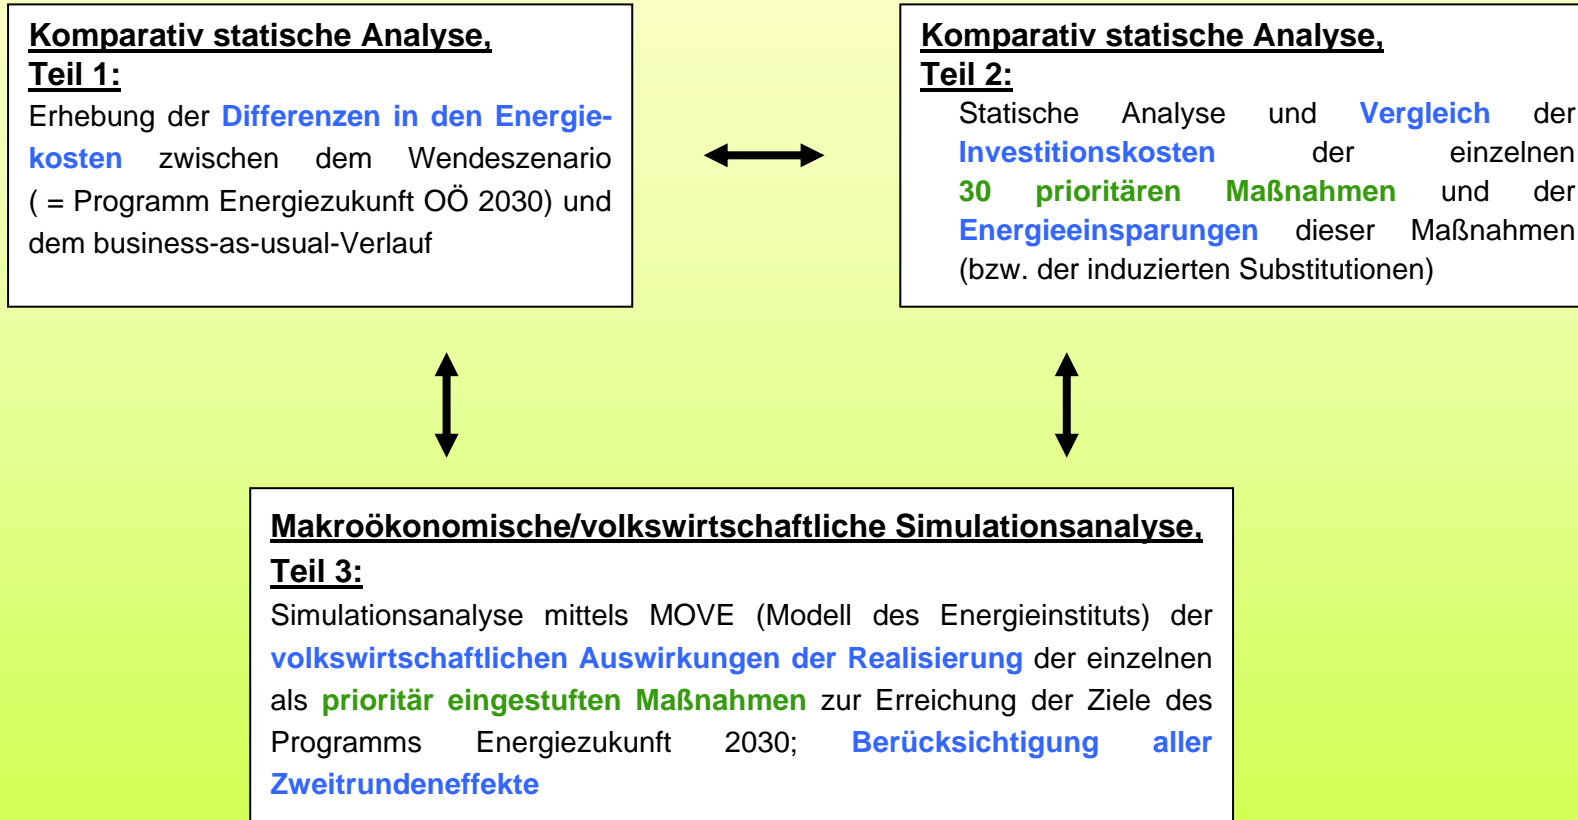 Komparativ statische Analyse,
Teil 1:
Erhebung der Differenzen in den Energie-
kosten zwischen dem Wendeszenario
( = Programm Energiezukunft OÖ 2030) und
dem business-as-usual-Verlauf
Komparativ statische Analyse,
Teil 2:
Statische Analyse und Vergleich der
Investitionskosten der einzelnen
30 prioritären Maßnahmen und der
Energieeinsparungen dieser Maßnahmen
(bzw. der induzierten Substitutionen)
Makroökonomische/volkswirtschaftliche Simulationsanalyse,
Teil 3:
Simulationsanalyse mittels MOVE (Modell des Energieinstituts) der
volkswirtschaftlichen Auswirkungen der Realisierung der einzelnen
als prioritär eingestuften Maßnahmen zur Erreichung der Ziele des
Programms Energiezukunft 2030; Berücksichtigung aller
Zweitrundeneffekte